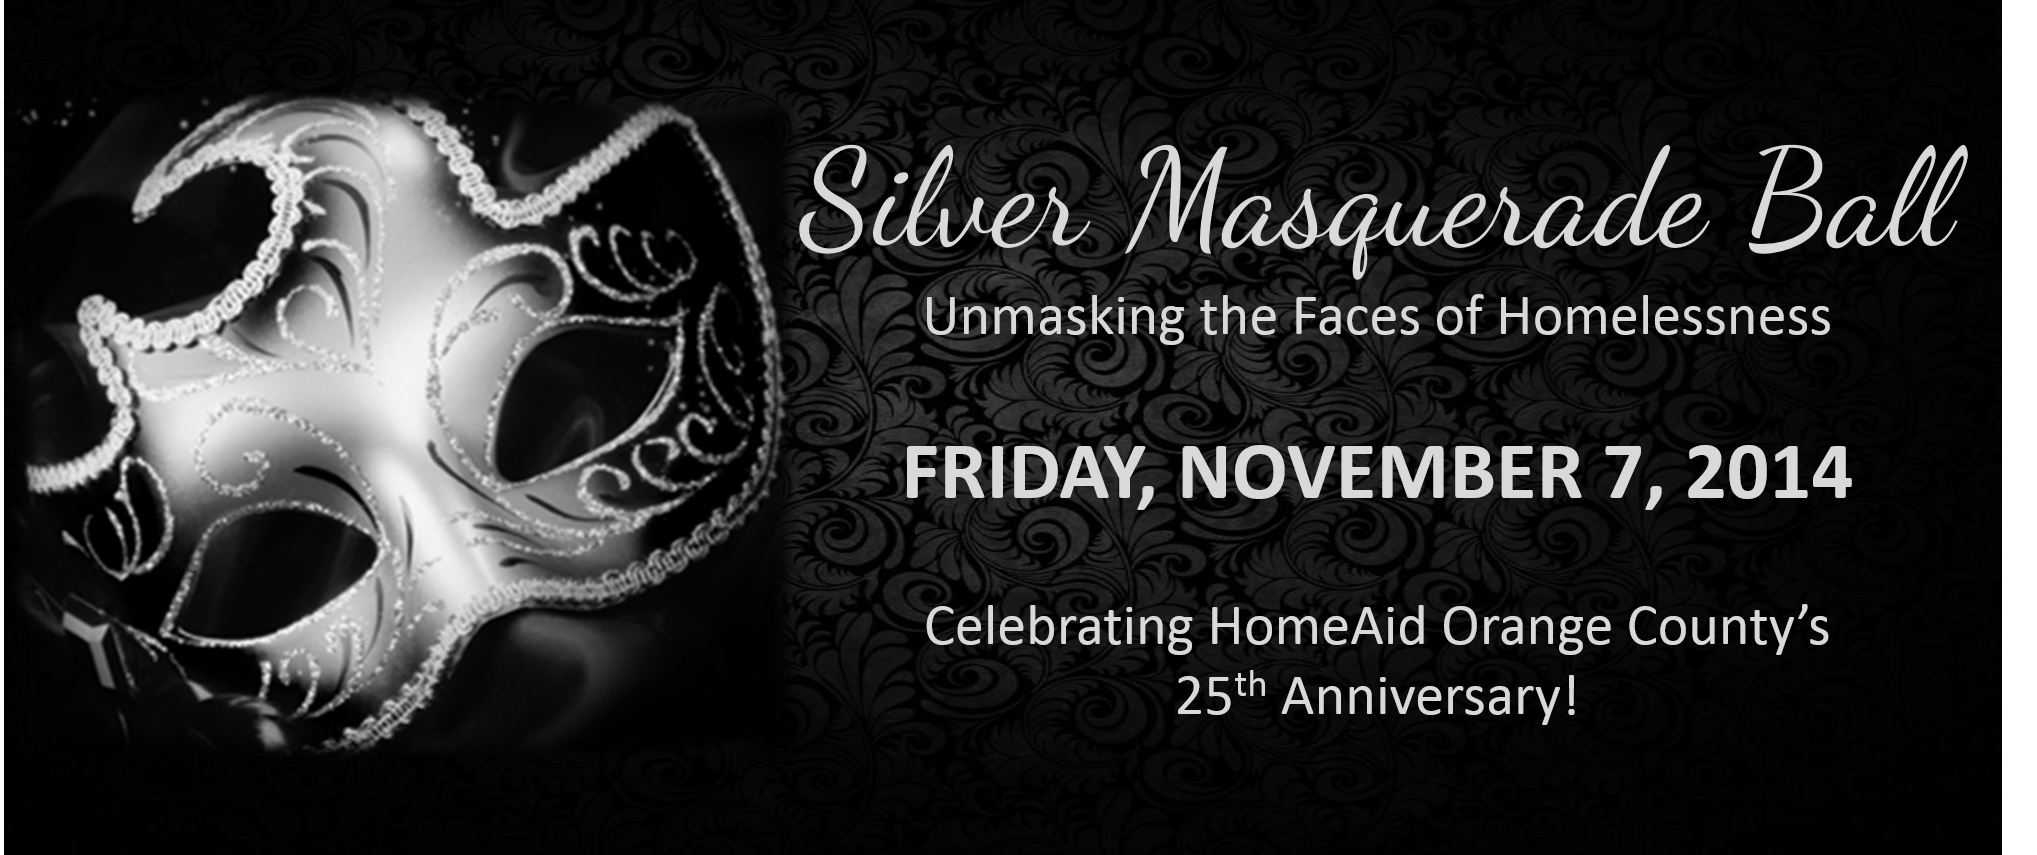 Silver Masquerade Ball
Unmasking the Faces of Homelessness
FRIDAY, NOVEMBER 7, 2014
Celebrating HomeAid Orange County’s
25th Anniversary!